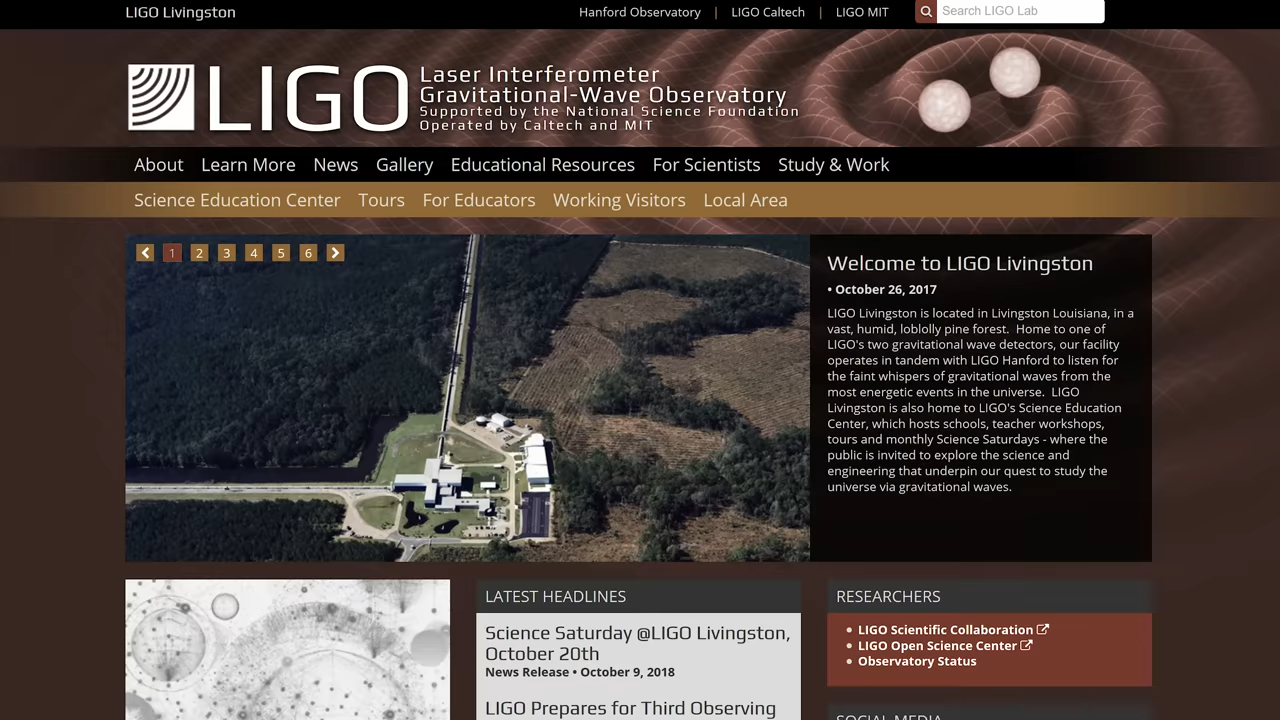 LIGO Livingston
Hanford Observatory | LIGO Caltech | LIGO MIT
Search LIGO Lab
LIGO
Laser Interferometer
Gravitational-Wave Observatory
Supported by the National Science Foundation
Operated by Caltech and MIT
About Learn More News Gallery Educational Resources For Scientists Study & Work
Science Education Center Tours For Educators Working Visitors Local Area
1 2 3 4 5 6
Welcome to LIGO Livingston
• October 26, 2017
LIGO Livingston is located in Livingston Louisiana, in a
vast, humid, loblolly pine forest. Home to one of
LIGO's two gravitational wave detectors, our facility
operates in tandem with LIGO Hanford to listen for
the faint whispers of gravitational waves from the
most energetic events in the universe. LIGO
Livingston is also home to LIGO's Science Education
Center, which hosts schools, teacher workshops,
tours and monthly Science Saturdays - where the
public is invited to explore the science and
engineering that underpin our quest to study the
universe via gravitational waves.
LATEST HEADLINES
Science Saturday @LIGO Livingston,
October 20th
News Release • October 9, 2018
LIGO Prepares for Third Observing
RESEARCHERS
• LIGO Scientific Collaboration
• LIGO Open Science Center
• Observatory Status
SOCIAL MEDIA